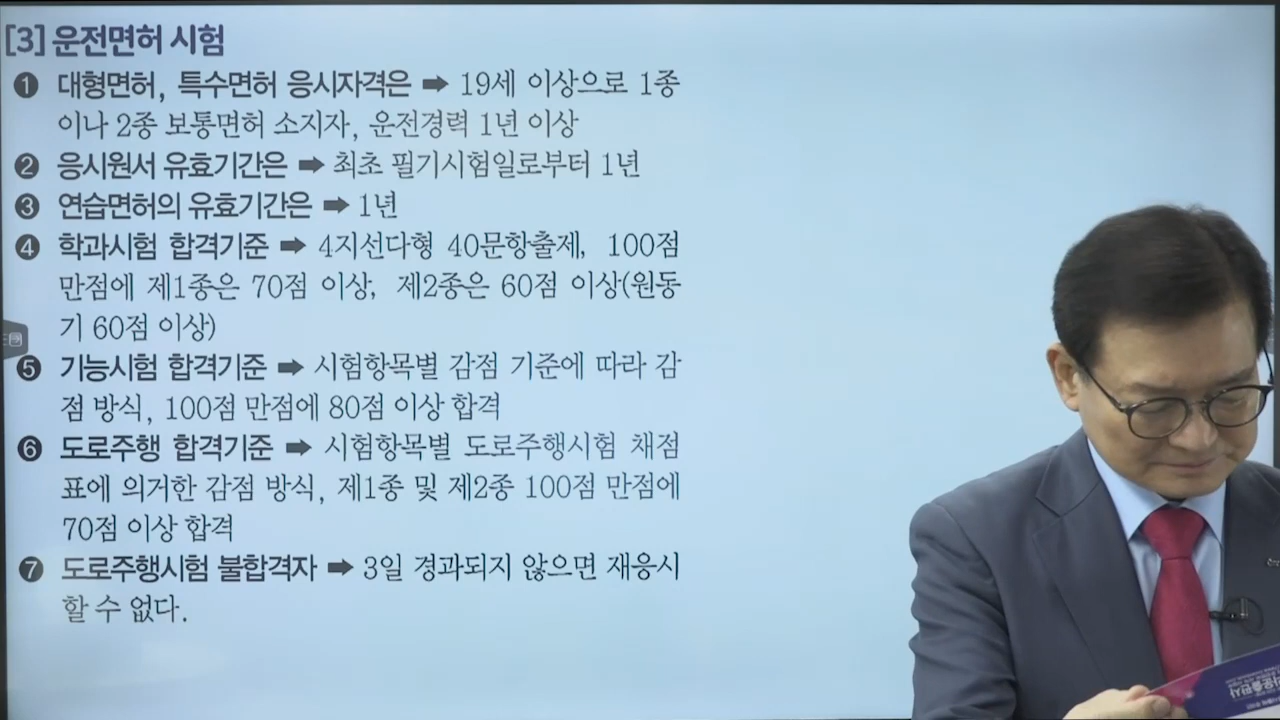 [3] 운전면허 시험
❶ 대형면허, 특수면허 응시자격은 ➡ 19세 이상으로 1종
이나 2종 보통면허 소지자, 운전경력 1년 이상
❷ 응시원서 유효기간은 ➡ 최초 필기시험일로부터 1년
❸ 연습면허의 유효기간은 ➡ 1년
❹ 학과시험 합격기준 ➡ 4지선다형 40문항출제, 100점
만점에 제1종은 70점 이상, 제2종은 60점 이상(원동
기 60점 이상)
❺ 기능시험 합격기준 ➡ 시험항목별 감점 기준에 따라 감
점 방식, 100점 만점에 80점 이상 합격
❻ 도로주행 합격기준 ➡ 시험항목별 도로주행시험 채점
표에 의거한 감점 방식, 제1종 및 제2종 100점 만점에
70점 이상 합격
❼ 도로주행시험 불합격자 ➡ 3일 경과되지 않으면 재응시
할 수 없다.